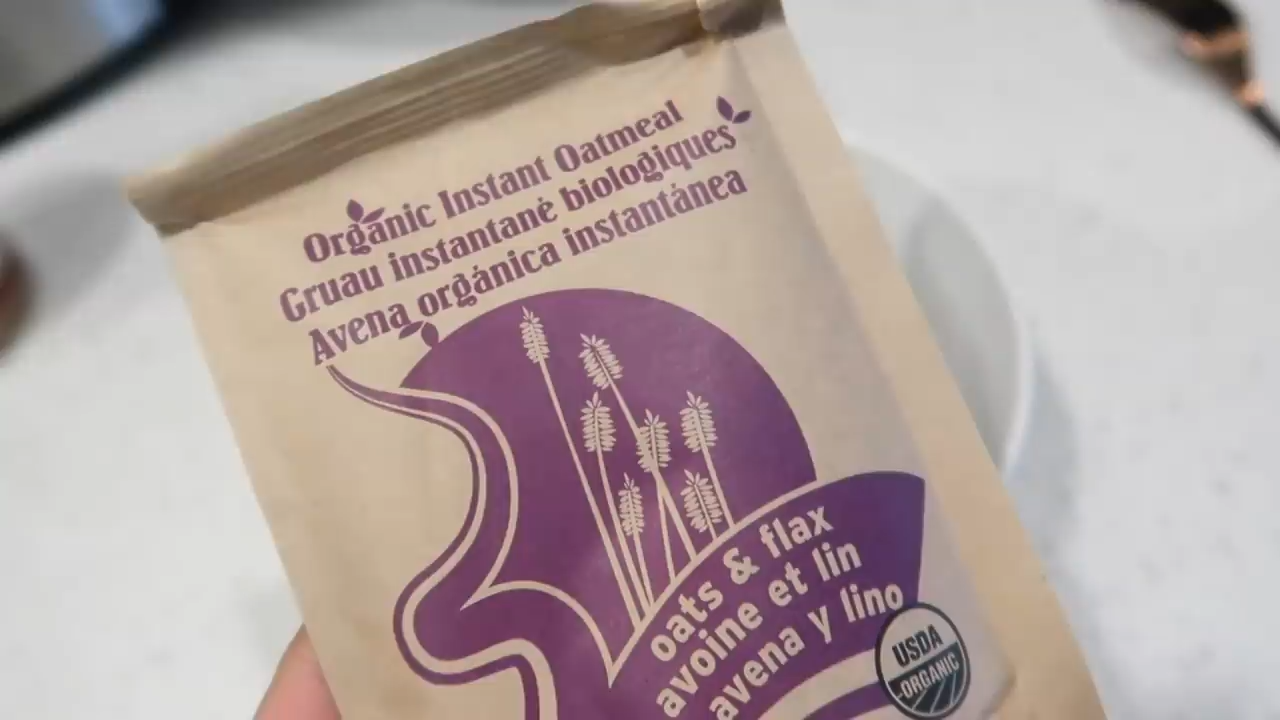 Organic Instant Oatmeal
Gruau instantané biologiques
Avena orgánica instantánea
oats & flax
avoine et lin
avena y lino
USDA
ORGANIC